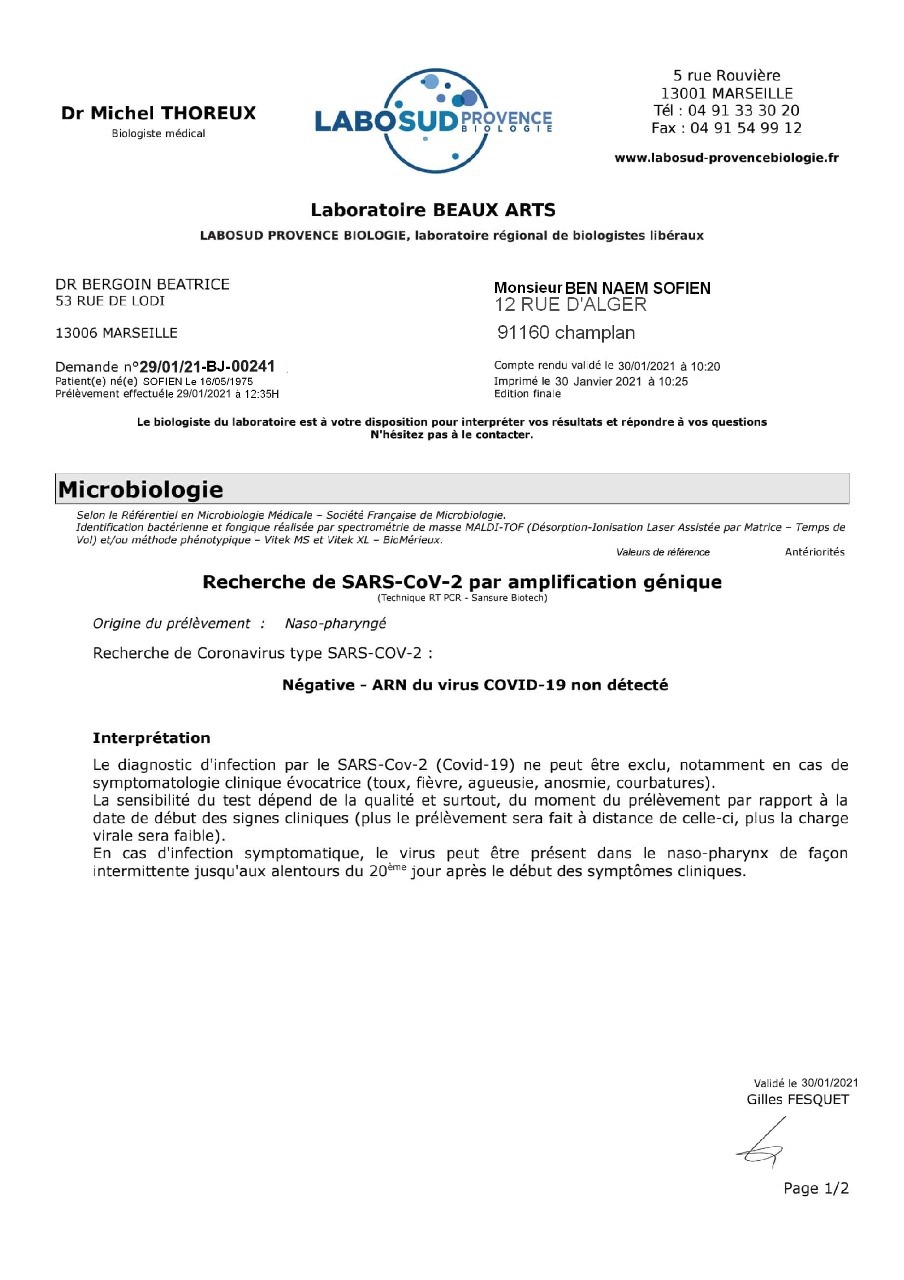 Dr Michel THOREUX
Biologiste médical
LABOSUD PROVENCE
BIOLOGIE
5 rue Rouvière
13001 MARSEILLE
Tél : 04 91 33 30 20
Fax : 04 91 54 99 12
www.labosud-provencebiologie.fr
Laboratoire BEAUX ARTS
LABOSUD PROVENCE BIOLOGIE, laboratoire régional de biologistes libéraux
DR BERGOIN BEATRICE
53 RUE DE LODI
13006 MARSEILLE
Monsieur BEN NAEM SOFIEN
12 RUE D'ALGER
91160 champlan
Demande n°29/01/21-BJ-00241
Patient(e) né(e) SOFIEN Le 16/05/1975
Prélèvement effectuéle 29/01/2021 à 12:35H
Compte rendu validé le 30/01/2021 à 10:20
Imprimé le 30 Janvier 2021 à 10:25
Edition finale
Le biologiste du laboratoire est à votre disposition pour interpréter vos résultats et répondre à vos questions
N'hésitez pas à le contacter.
Microbiologie
Selon le Référentiel en Microbiologie Médicale – Société Française de Microbiologie.
Identification bactérienne et fongique réalisée par spectrométrie de masse MALDI-TOF (Désorption-Ionisation Laser Assistée par Matrice – Temps de
Vol) et/ou méthode phénotypique – Vitek MS et Vitek XL – BioMérieux.
Valeurs de référence Antériorités
Recherche de SARS-CoV-2 par amplification génique
(Technique RT PCR - Sansure Biotech)
Origine du prélèvement : Naso-pharyngé
Recherche de Coronavirus type SARS-COV-2 :
Négative - ARN du virus COVID-19 non détecté
Interprétation
Le diagnostic d'infection par le SARS-Cov-2 (Covid-19) ne peut être exclu, notamment en cas de
symptomatologie clinique évocatrice (toux, fièvre, agueusie, anosmie, courbatures).
La sensibilité du test dépend de la qualité et surtout, du moment du prélèvement par rapport à la
date de début des signes cliniques (plus le prélèvement sera fait à distance de celle-ci, plus la charge
virale sera faible).
En cas d'infection symptomatique, le virus peut être présent dans le naso-pharynx de façon
intermittente jusqu'aux alentours du 20ème jour après le début des symptômes cliniques.
Validé le 30/01/2021
Gilles FESQUET
Page 1/2